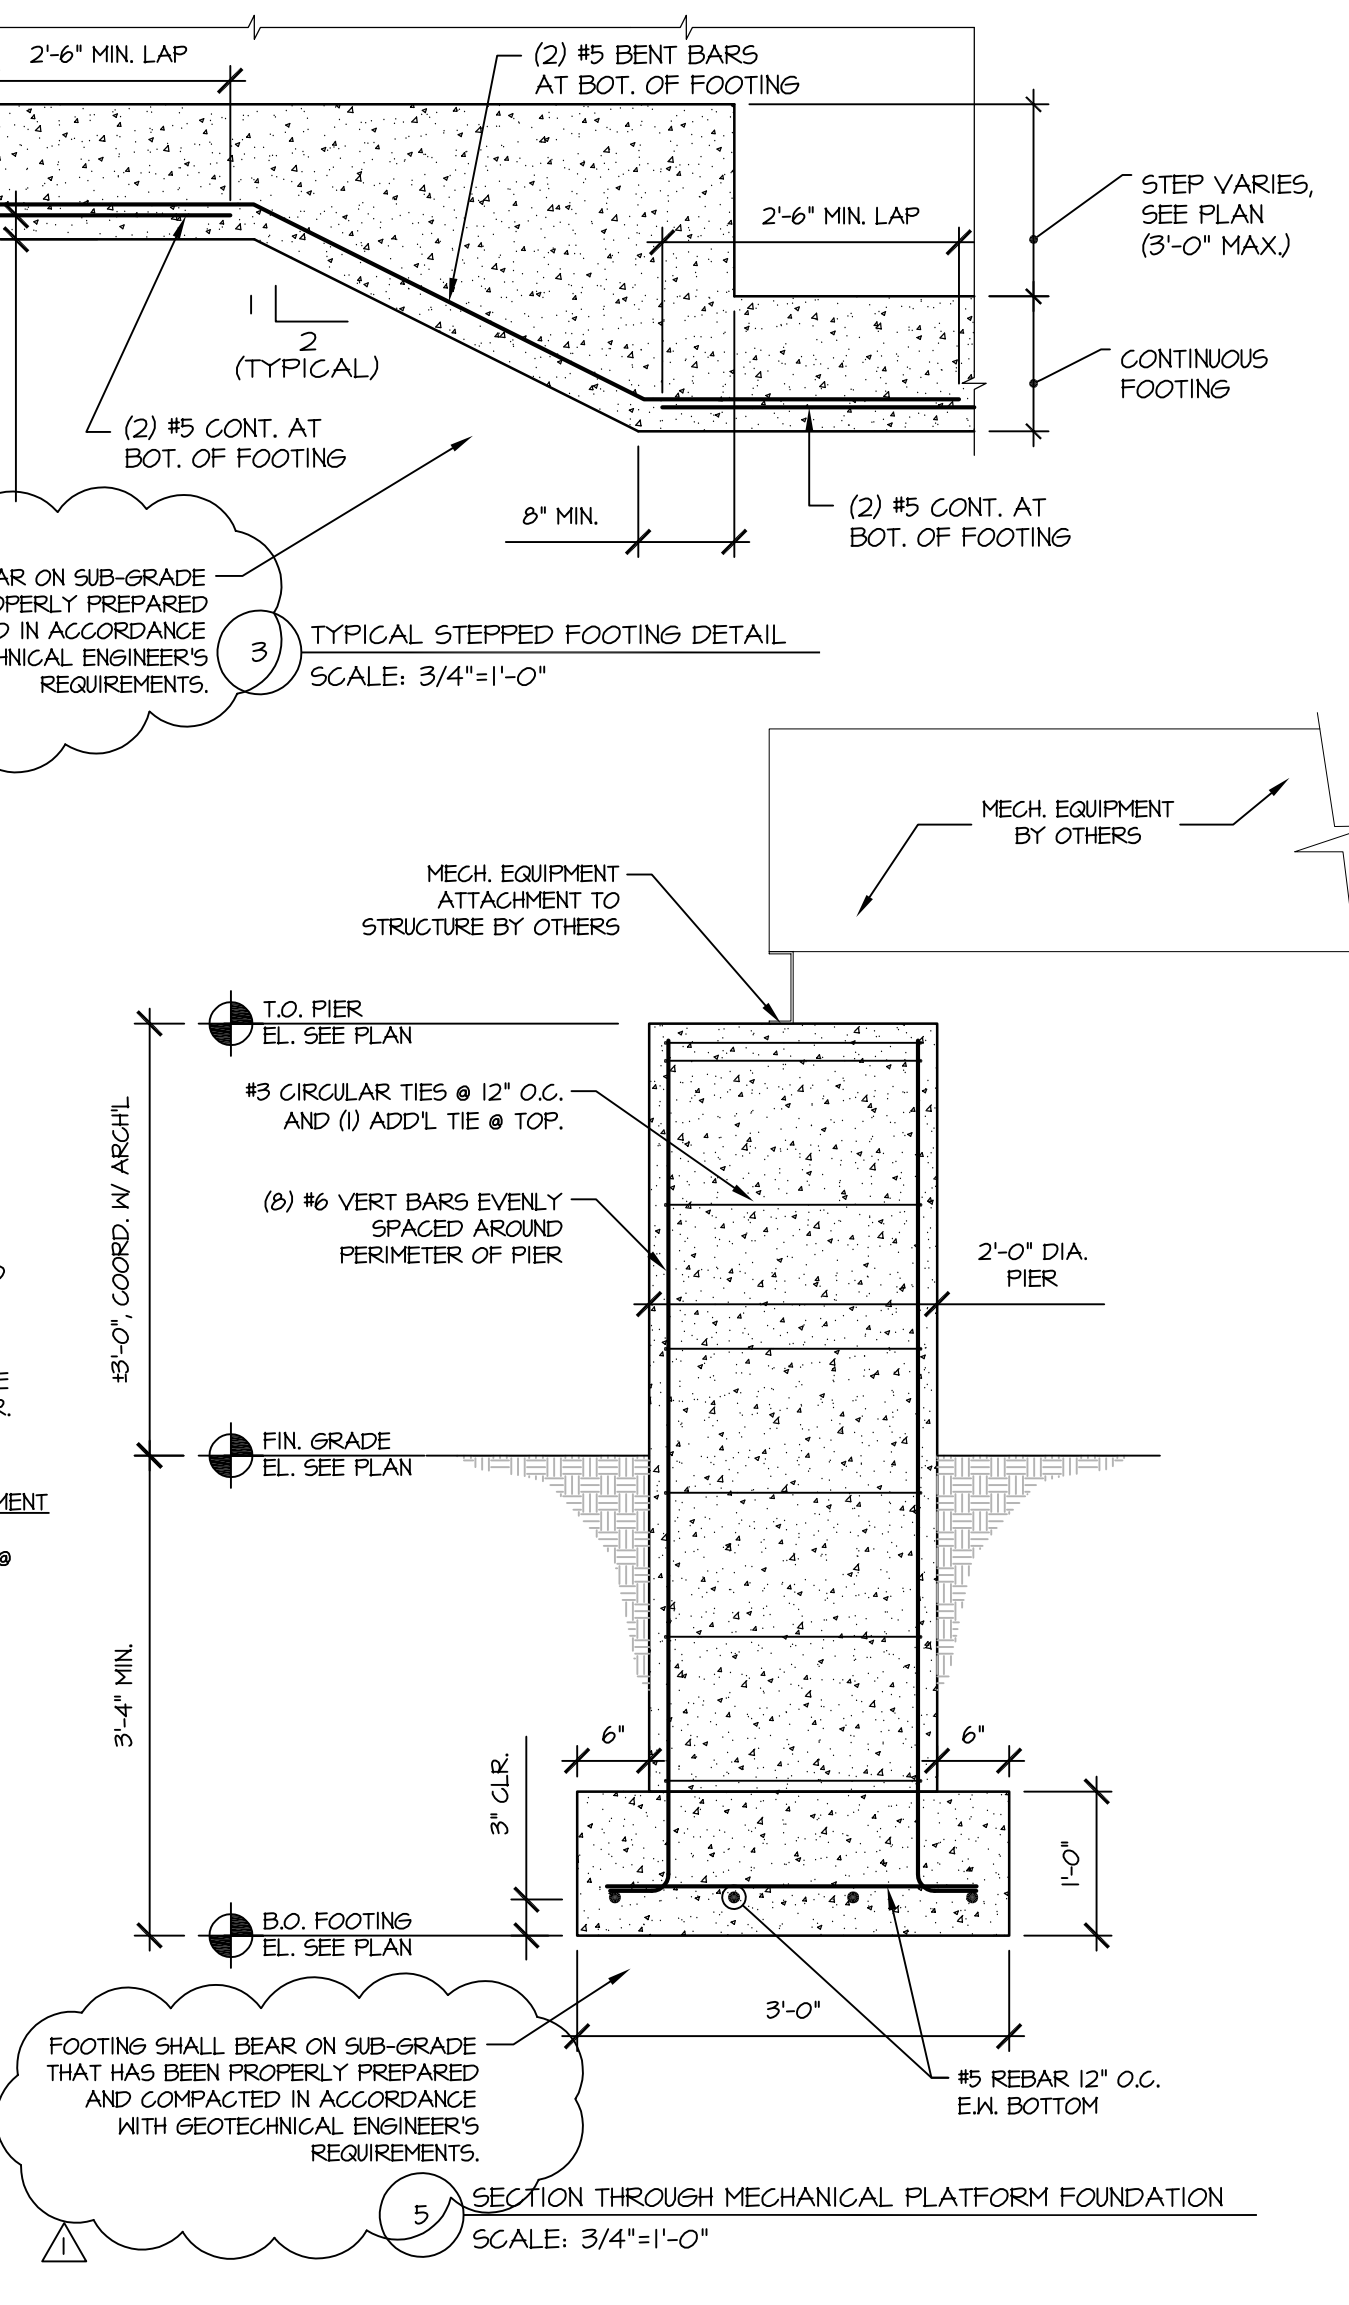 2'-6" MIN. LAP
(2) #5 BENT BARS
AT BOT. OF FOOTING
STEP VARIES,
SEE PLAN
(3'-0" MAX.)
2'-6" MIN. LAP
1
2
(TYPICAL)
CONTINUOUS
FOOTING
(2) #5 CONT. AT
BOT. OF FOOTING
8" MIN.
(2) #5 CONT. AT
BOT. OF FOOTING
ON SUB-GRADE
PREPARED
IN ACCORDANCE
ENGINEER'S
REQUIREMENTS.
3
TYPICAL STEPPED FOOTING DETAIL
SCALE: 3/4"=1'-0"
MECH. EQUIPMENT
BY OTHERS
MECH. EQUIPMENT
ATTACHMENT TO
STRUCTURE BY OTHERS
T.O. PIER
EL. SEE PLAN
#3 CIRCULAR TIES @ 12" O.C.
AND (1) ADD'L TIE @ TOP.
±3'-0", COORD. W/ ARCH'L
(8) #6 VERT BARS EVENLY
SPACED AROUND
PERIMETER OF PIER
2'-0" DIA.
PIER
FIN. GRADE
EL. SEE PLAN
@
3'-4" MIN.
6"
6"
3" CLR.
1'-0"
B.O. FOOTING
EL. SEE PLAN
3'-0"
FOOTING SHALL BEAR ON SUB-GRADE
THAT HAS BEEN PROPERLY PREPARED
AND COMPACTED IN ACCORDANCE
WITH GEOTECHNICAL ENGINEER'S
REQUIREMENTS.
#5 REBAR 12" O.C.
E.W. BOTTOM
5
SECTION THROUGH MECHANICAL PLATFORM FOUNDATION
SCALE: 3/4"=1'-0"
1